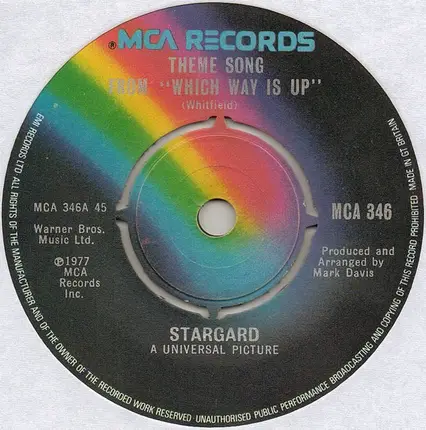 ®MCA RECORDS
THEME SONG
FROM "WHICH WAY IS UP"
(Whitfield)
MCA 346A 45
Warner Bros.
Music Ltd.
℗1977
MCA
Records
Inc.
MCA 346
Produced and
Arranged by
Mark Davis
STARGARD
A UNIVERSAL PICTURE
EMI RECORDS LTD ALL RIGHTS OF THE MANUFACTURER AND OF THE OWNER OF THE RECORDED WORK RESERVED · UNAUTHORISED PUBLIC PERFORMANCE BROADCASTING AND COPYING OF THIS RECORD PROHIBITED MADE IN GT BRITAIN